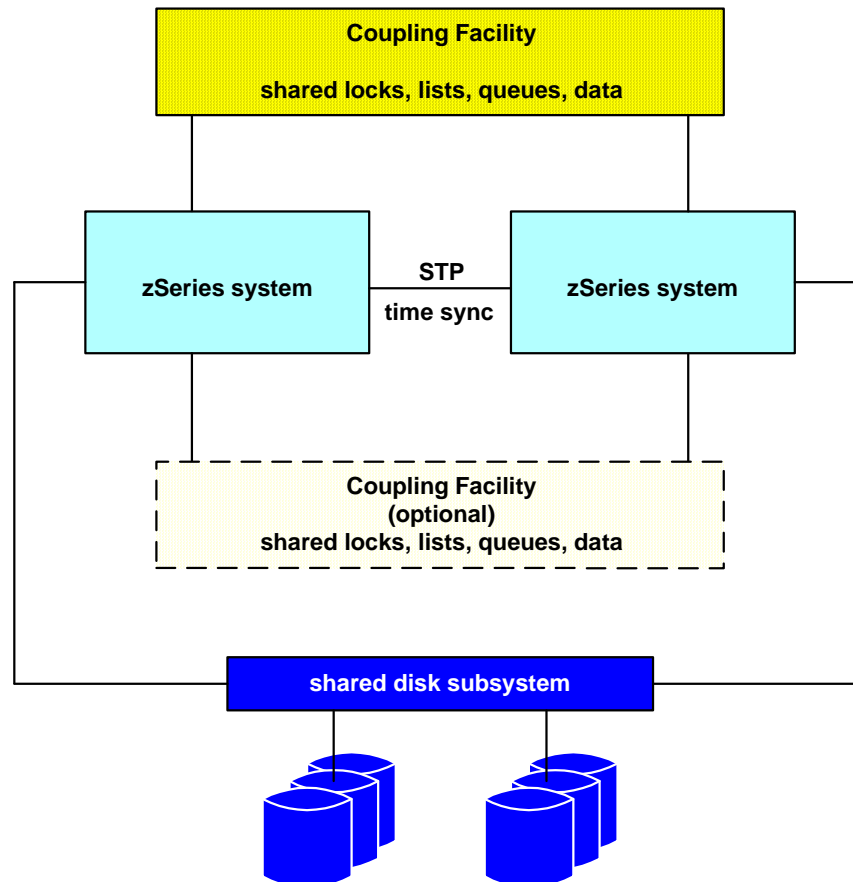 Coupling Facility
shared locks, lists, queues, data
zSeries system
STP
time sync
zSeries system
Coupling Facility
(optional)
shared locks, lists, queues, data
shared disk subsystem